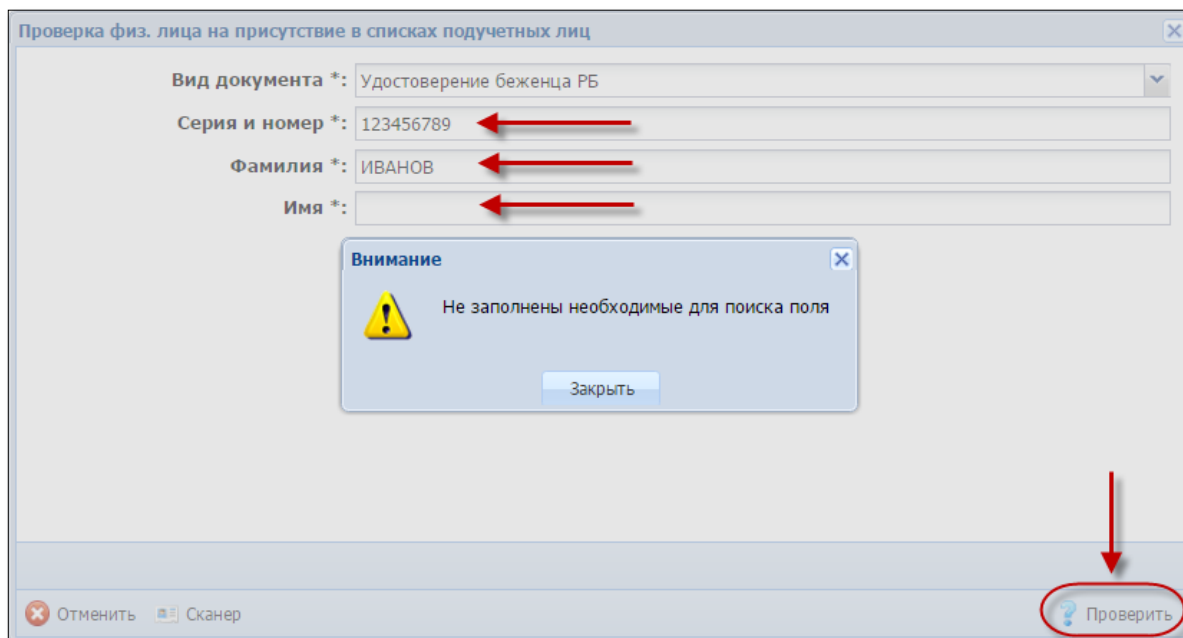 Проверка физ. лица на присутствие в списках подучетных лиц
Вид документа *: Удостоверение беженца РБ
Серия и номер *: 123456789
Фамилия *: ИВАНОВ
Имя *:
Внимание
Не заполнены необходимые для поиска поля
Закрыть
Отменить Сканер Проверить